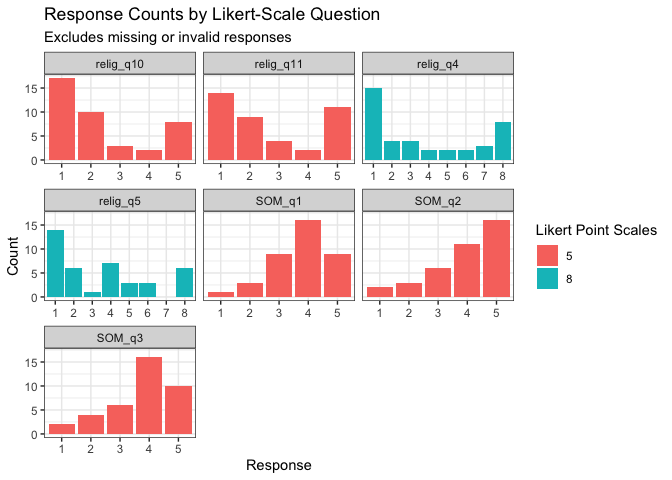 Response Counts by Likert-Scale Question
Excludes missing or invalid responses
relig_q10 relig_q11 relig_q4
15
10
5
0
1 2 3 4 5 1 2 3 4 5 1 2 3 4 5 6 7 8
relig_q5 SOM_q1 SOM_q2
15
10
5
0
1 2 3 4 5 6 7 8 1 2 3 4 5 1 2 3 4 5
SOM_q3
15
10
5
0
1 2 3 4 5
Count
Response
Likert Point Scales
5
8